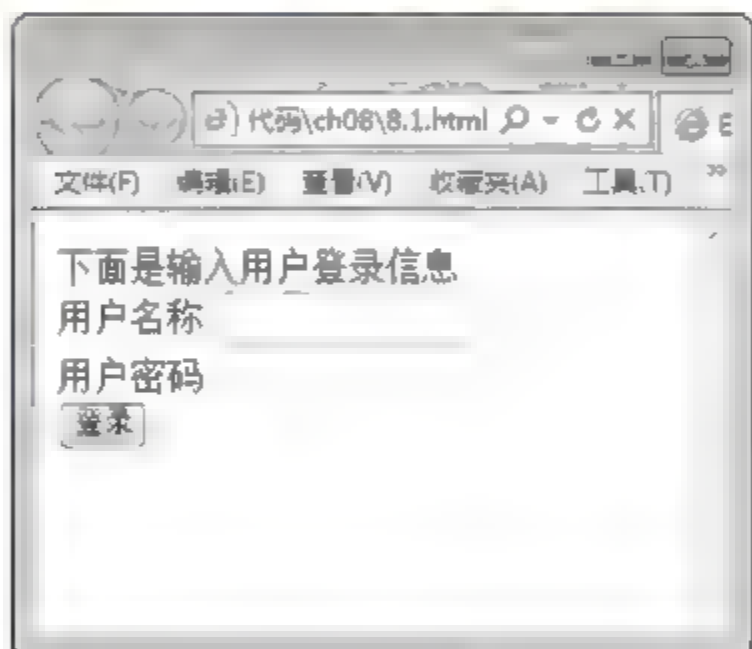 代码\ch08\8.1.html
文件(F) 编辑(E) 查看(V) 收藏夹(A) 工具(T) »
下面是输入用户登录信息
用户名称
用户密码
登录